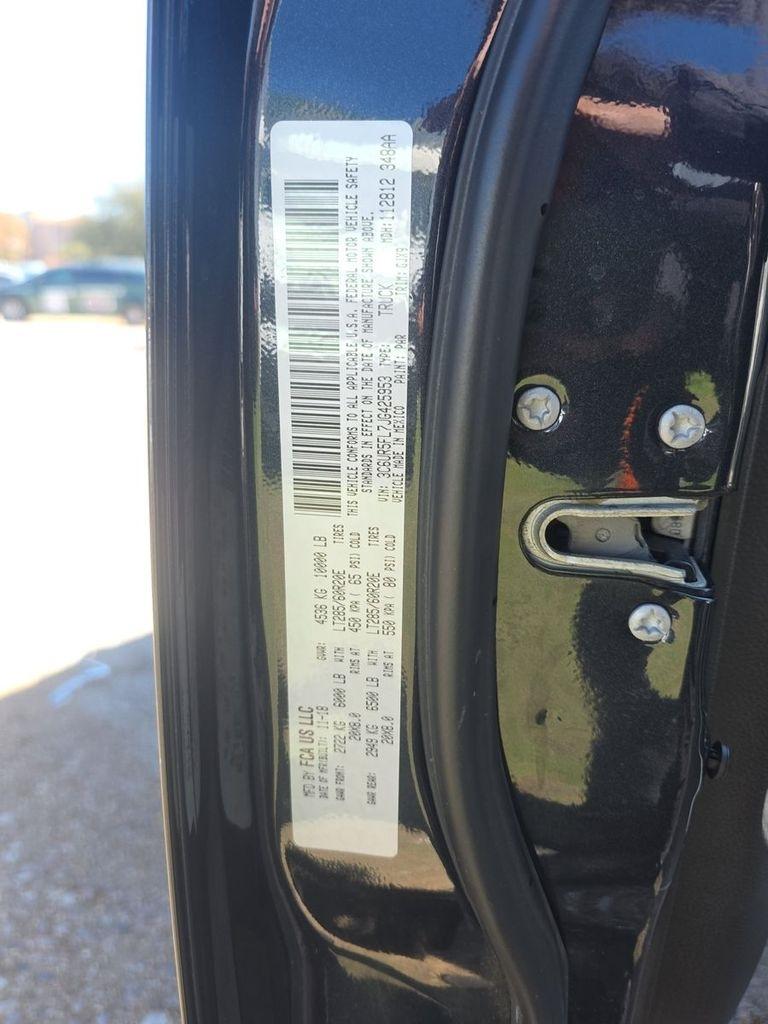 MFD BY FCA US LLC
DATE OF MFR(BUILT): 11-18
GVWR: 4536 KG 10000 LB
GAWR FRONT: 2722 KG 6000 LB WITH LT285/60R20E TIRES
20X8.0 RIMS AT 450 KPA ( 65 PSI) COLD
GAWR REAR: 2949 KG 6500 LB WITH LT285/60R20E TIRES
20X8.0 RIMS AT 550 KPA ( 80 PSI) COLD
THIS VEHICLE CONFORMS TO ALL APPLICABLE U.S.A. FEDERAL MOTOR VEHICLE SAFETY
STANDARDS IN EFFECT ON THE DATE OF MANUFACTURE SHOWN ABOVE.
VIN: 3C6UR5FL7JG425953 TYPE: TRUCK MDH:112812 348AA
VEHICLE MADE IN MEXICO PAINT: PAR TRIM: